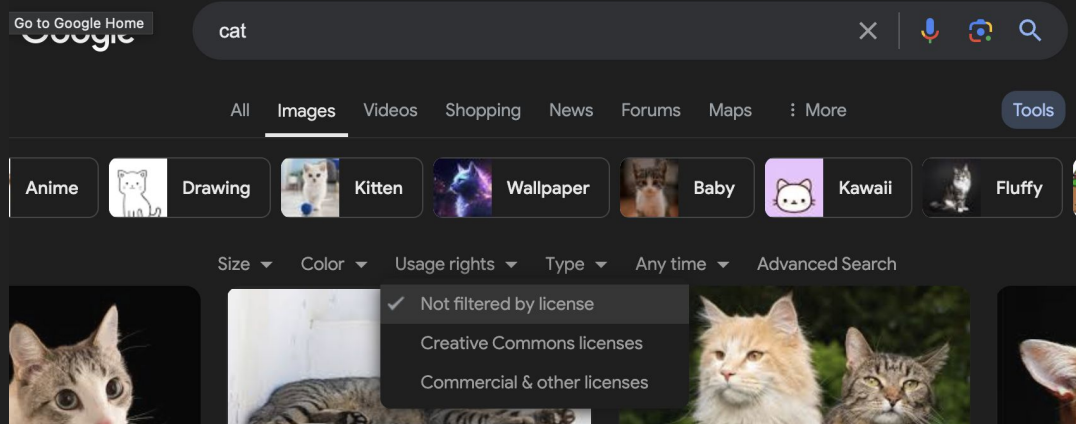 Go to Google Home
Google
cat
All Images Videos Shopping News Forums Maps More Tools
Anime Drawing Kitten Wallpaper Baby Kawaii Fluffy
Size Color Usage rights Type Any time Advanced Search
Not filtered by license
Creative Commons licenses
Commercial & other licenses